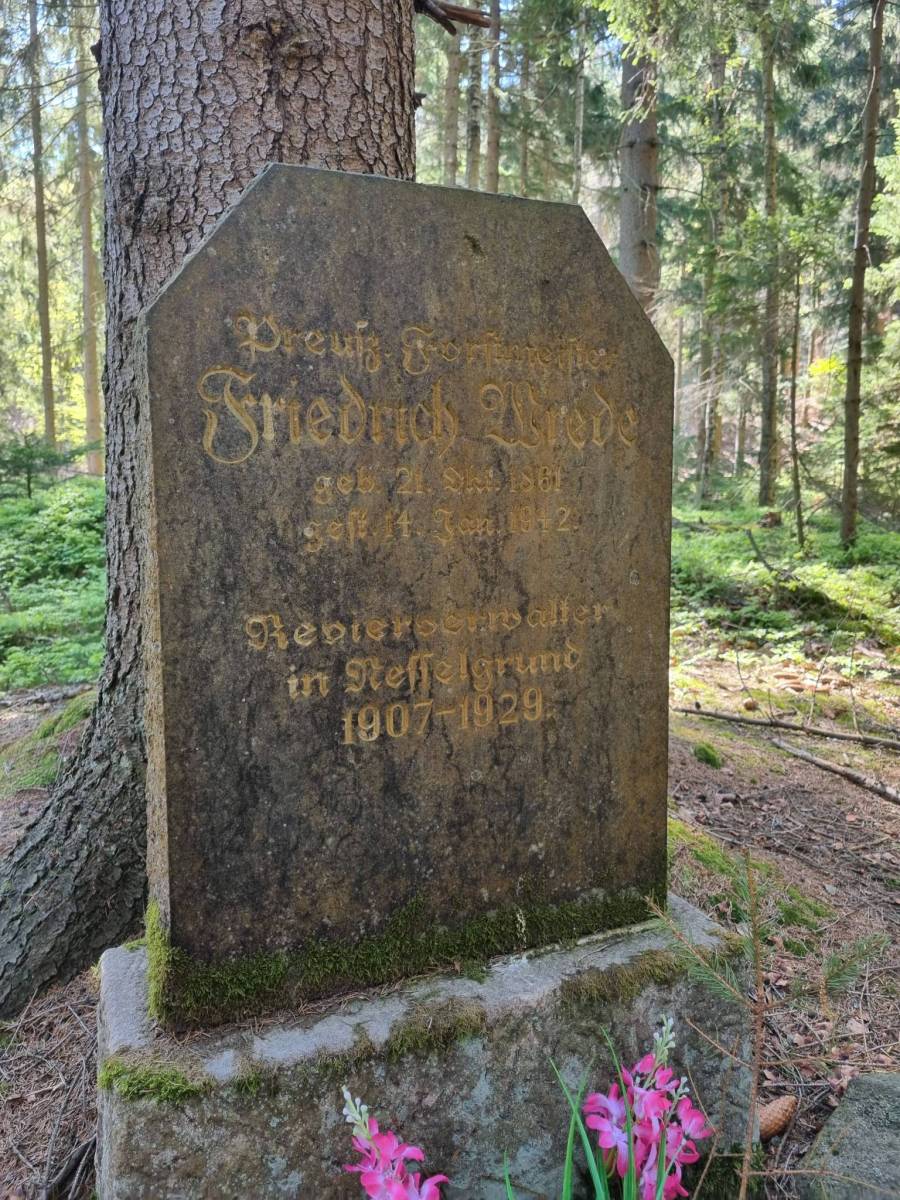 Preuß. Forstmeister
Friedrich Wrede
geb. 21. Okt. 1861
gest. 14. Jan. 1942.
Revierverwalter
in Nesselgrund
1907-1929.